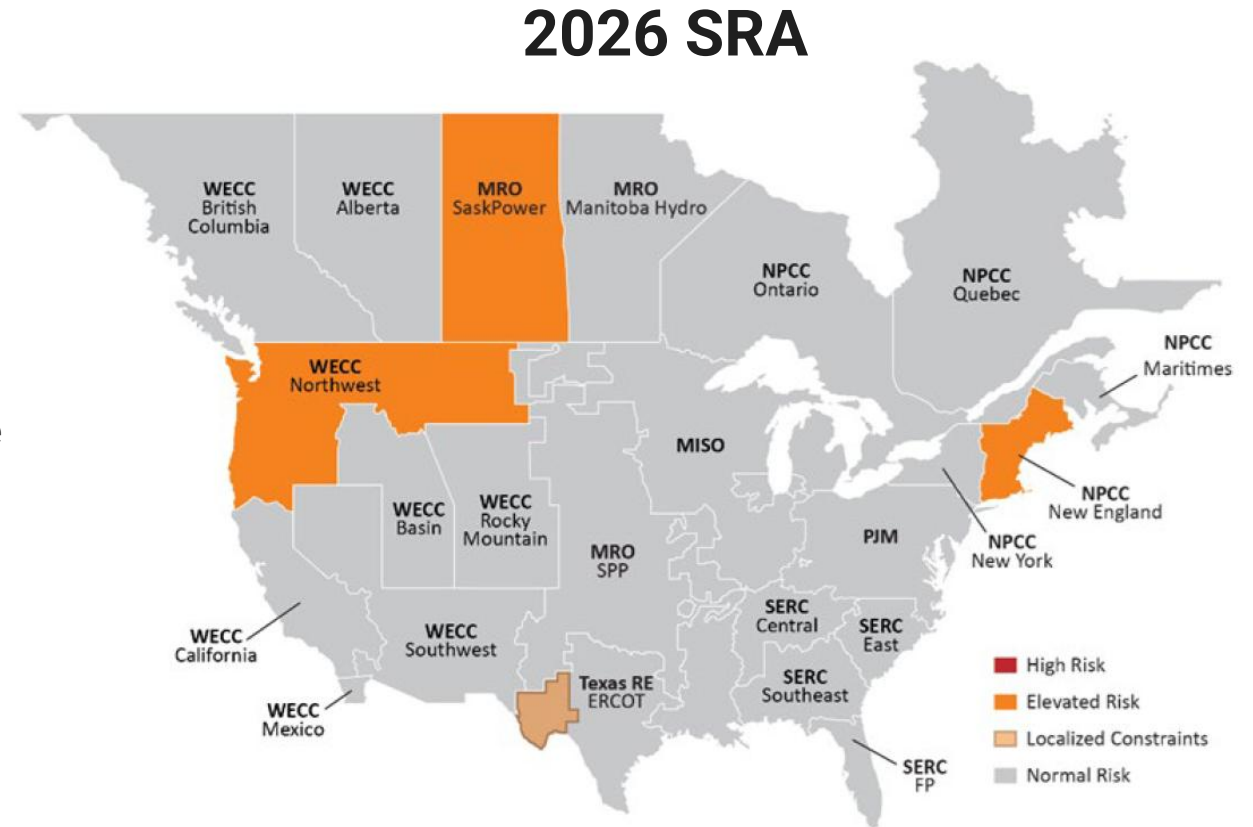 2026 SRA
WECC
British
Columbia
WECC
Alberta
MRO
SaskPower
MRO
Manitoba Hydro
NPCC
Ontario
NPCC
Quebec
NPCC
Maritimes
WECC
Northwest
MISO
NPCC
New England
NPCC
New York
WECC
Basin
WECC
Rocky
Mountain
MRO
SPP
PJM
SERC
Central
SERC
East
WECC
California
WECC
Southwest
SERC
Southeast
Texas RE
ERCOT
WECC
Mexico
SERC
FP
High Risk
Elevated Risk
Localized Constraints
Normal Risk